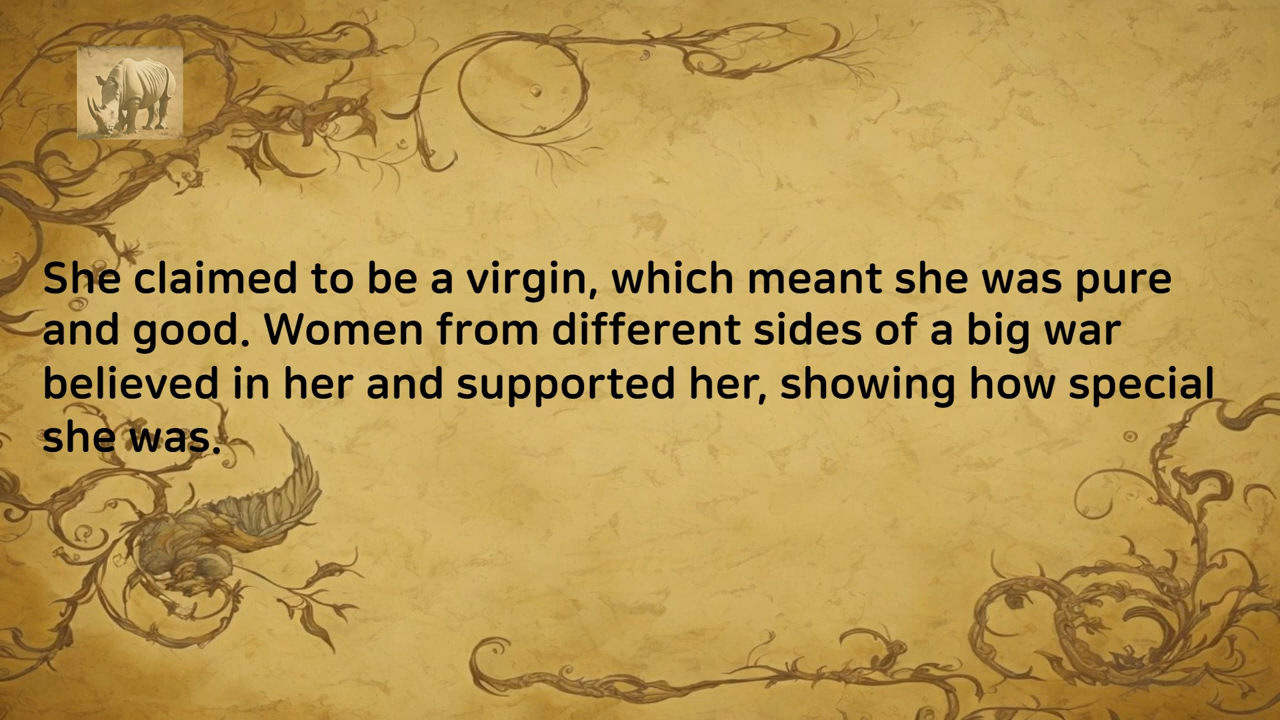 She claimed to be a virgin, which meant she was pure
and good. Women from different sides of a big war
believed in her and supported her, showing how special
she was.